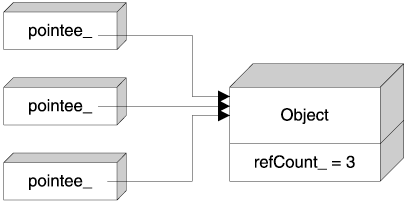 pointee_
pointee_
Object
pointee_
refCount_ = 3